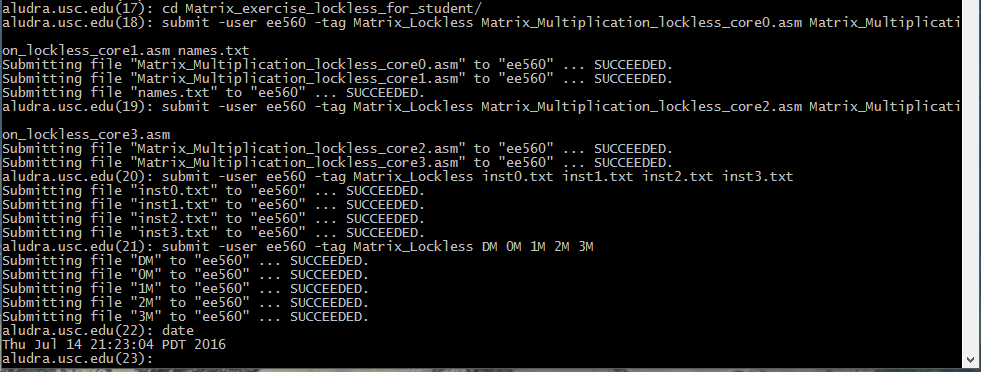 aludra.usc.edu(17): cd Matrix_exercise_lockless_for_student/
aludra.usc.edu(18): submit -user ee560 -tag Matrix_Lockless Matrix_Multiplication_lockless_core0.asm Matrix_Multiplicati
on_lockless_core1.asm names.txt
Submitting file "Matrix_Multiplication_lockless_core0.asm" to "ee560" ... SUCCEEDED.
Submitting file "Matrix_Multiplication_lockless_core1.asm" to "ee560" ... SUCCEEDED.
Submitting file "names.txt" to "ee560" ... SUCCEEDED.
aludra.usc.edu(19): submit -user ee560 -tag Matrix_Lockless Matrix_Multiplication_lockless_core2.asm Matrix_Multiplicati
on_lockless_core3.asm
Submitting file "Matrix_Multiplication_lockless_core2.asm" to "ee560" ... SUCCEEDED.
Submitting file "Matrix_Multiplication_lockless_core3.asm" to "ee560" ... SUCCEEDED.
aludra.usc.edu(20): submit -user ee560 -tag Matrix_Lockless inst0.txt inst1.txt inst2.txt inst3.txt
Submitting file "inst0.txt" to "ee560" ... SUCCEEDED.
Submitting file "inst1.txt" to "ee560" ... SUCCEEDED.
Submitting file "inst2.txt" to "ee560" ... SUCCEEDED.
Submitting file "inst3.txt" to "ee560" ... SUCCEEDED.
aludra.usc.edu(21): submit -user ee560 -tag Matrix_Lockless DM 0M 1M 2M 3M
Submitting file "DM" to "ee560" ... SUCCEEDED.
Submitting file "0M" to "ee560" ... SUCCEEDED.
Submitting file "1M" to "ee560" ... SUCCEEDED.
Submitting file "2M" to "ee560" ... SUCCEEDED.
Submitting file "3M" to "ee560" ... SUCCEEDED.
aludra.usc.edu(22): date
Thu Jul 14 21:23:04 PDT 2016
aludra.usc.edu(23):